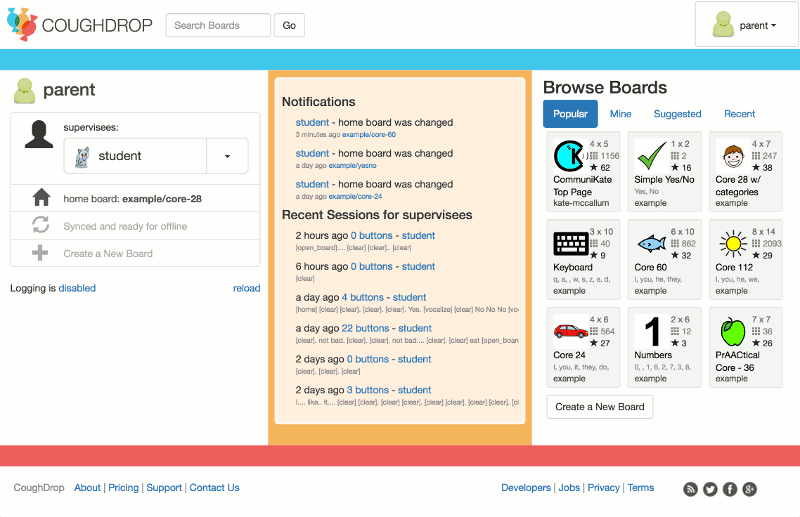 COUGHDROP
Search Boards
Go
parent
parent
supervisees:
student
home board: example/core-28
Synced and ready for offline
Create a New Board
Logging is disabled
reload
Notifications
student - home board was changed
3 minutes ago example/core-60
student - home board was changed
a day ago example/yesno
student - home board was changed
a day ago example/core-24
Recent Sessions for supervisees
2 hours ago 0 buttons - student
[open_board].... [clear] [clear].. [clear]
6 hours ago 0 buttons - student
[clear]
a day ago 4 buttons - student
[home] [clear] [clear]. [clear]. [clear]. Yes. [vocalize] [clear] No No No [voc
a day ago 22 buttons - student
[clear]. not bad. [clear]. [clear]. not bad.... [clear]. [clear] eat [open_board
2 days ago 0 buttons - student
[clear]. [clear]. [clear]
2 days ago 3 buttons - student
I.... like.. it.... [clear] [clear]. [clear] [clear]. [clear] [clear]. [clear] [clear]. [cl
Browse Boards
Popular
Mine
Suggested
Recent
CK
4 x 5
1156
62
CommuniKate
Top Page
kate-mccallum
1 x 2
2
16
Simple Yes/No
Yes, No
example
4 x 7
247
38
Core 28 w/
categories
example
3 x 10
40
9
Keyboard
q, a, , w, s, z, e, d,
example
6 x 10
862
32
Core 60
I, you, he, they,
example
8 x 14
2093
29
Core 112
I, you, he, we,
example
4 x 6
564
27
Core 24
I, you, it, they, do,
example
1
2 x 6
12
3
Numbers
0, , 1, 6, 2, 7, 3, 8,
example
7 x 7
36
26
PrAACtical
Core - 36
example
Create a New Board
CoughDrop
About | Pricing | Support | Contact Us
Developers | Jobs | Privacy | Terms